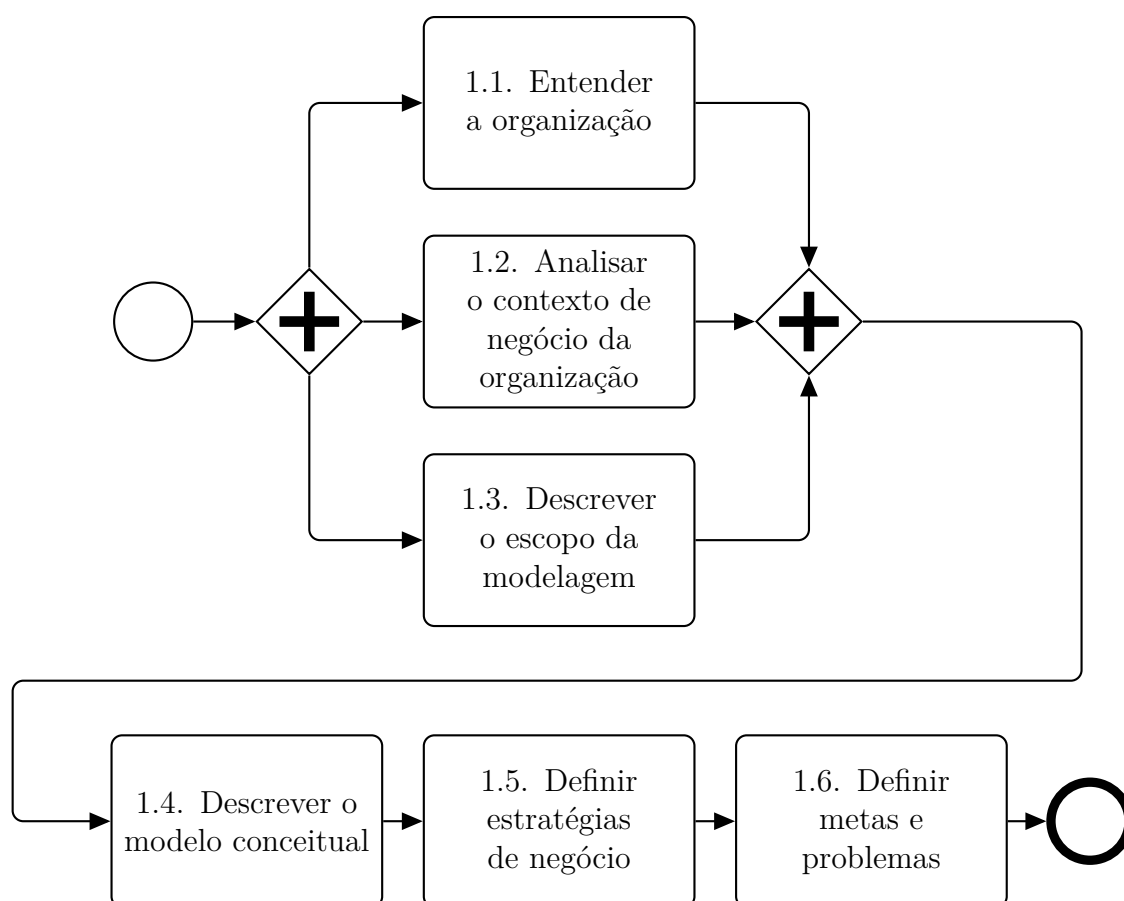 1.1. Entender
a organização
1.2. Analisar
o contexto de
negócio da
organização
1.3. Descrever
o escopo da
modelagem
1.4. Descrever o
modelo conceitual
1.5. Definir
estratégias
de negócio
1.6. Definir
metas e
problemas